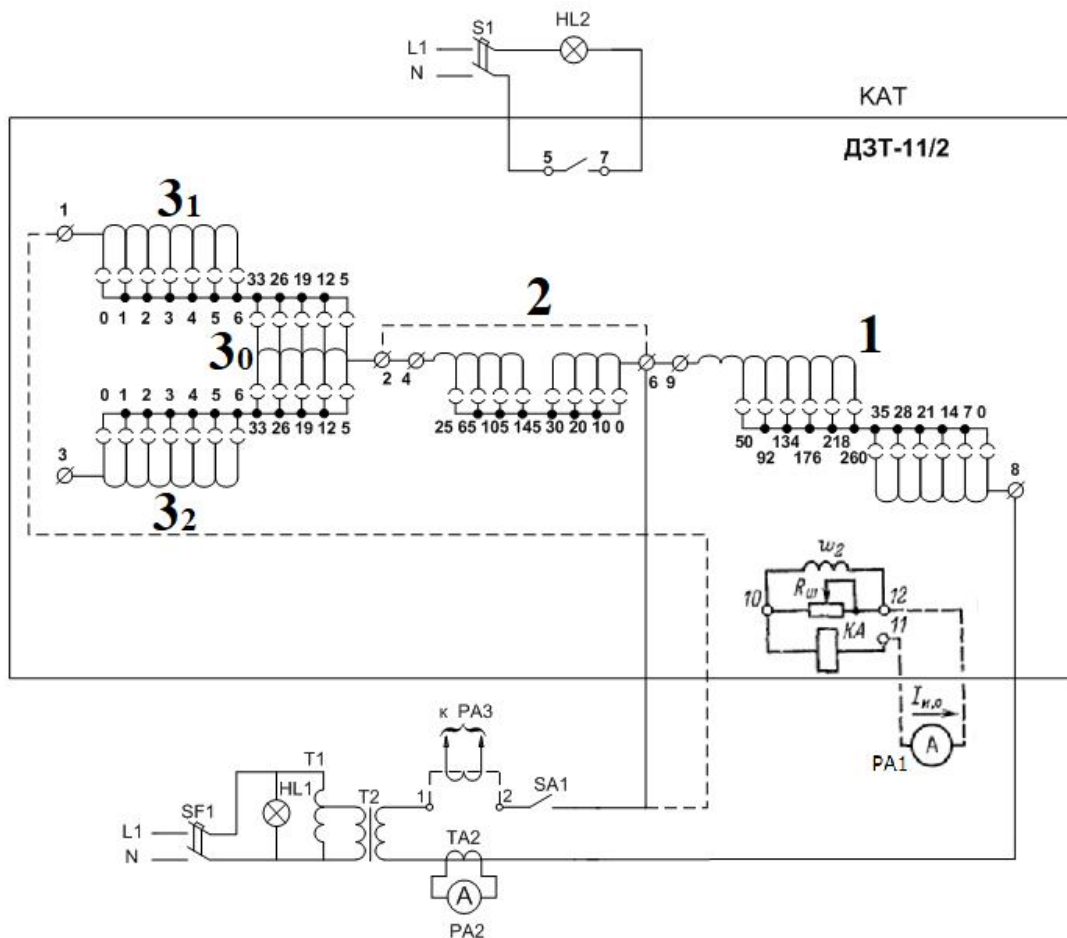 S1 HL2
L1
N
КАТ
ДЗТ-11/2
5 7
1 3₁
33 26 19 12 5
0 1 2 3 4 5 6
3₀ 2 1
2 4 6 9
0 1 2 3 4 5 6
33 26 19 12 5
25 65 105 145 30 20 10 0
35 28 21 14 7 0
50 134 218
92 176 260
3 8
3₂
w₂
10 Rш 12
KA 11
Iн,о
A
PA1
к PA3
T1
HL1 T2 1 2 SA1
SF1
L1
N
TA2
A
PA2